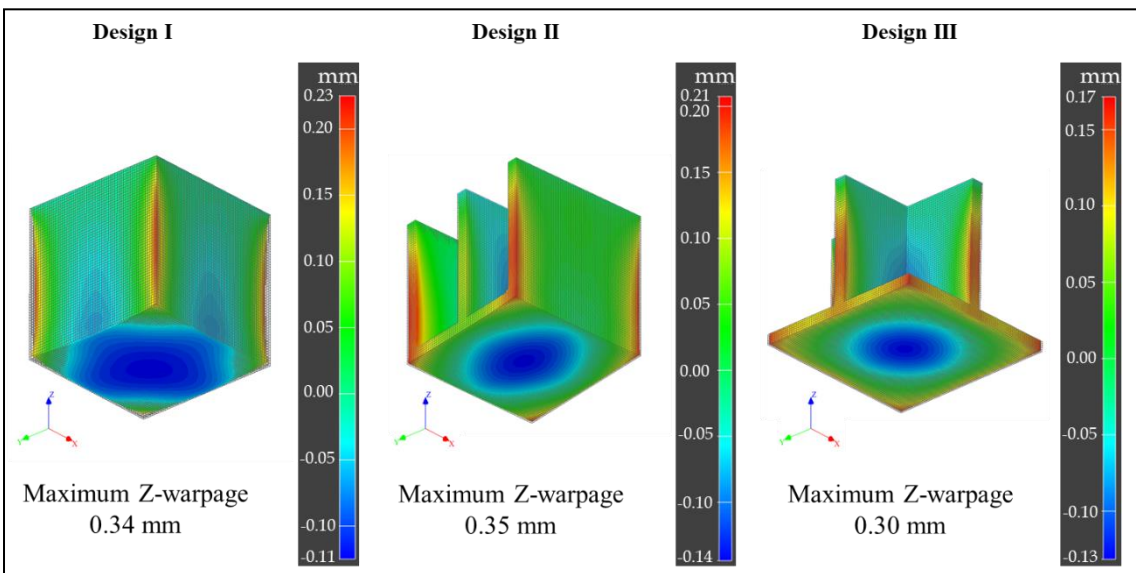 Design I
Design II
Design III
mm
0.23
0.20
0.15
0.10
0.05
0.00
-0.05
-0.10
-0.11
Z
Y
X
Maximum Z-warpage
0.34 mm
mm
0.21
0.20
0.15
0.10
0.05
0.00
-0.05
-0.10
-0.14
Z
Y
X
Maximum Z-warpage
0.35 mm
mm
0.17
0.15
0.10
0.05
0.00
-0.05
-0.10
-0.13
Z
Y
X
Maximum Z-warpage
0.30 mm